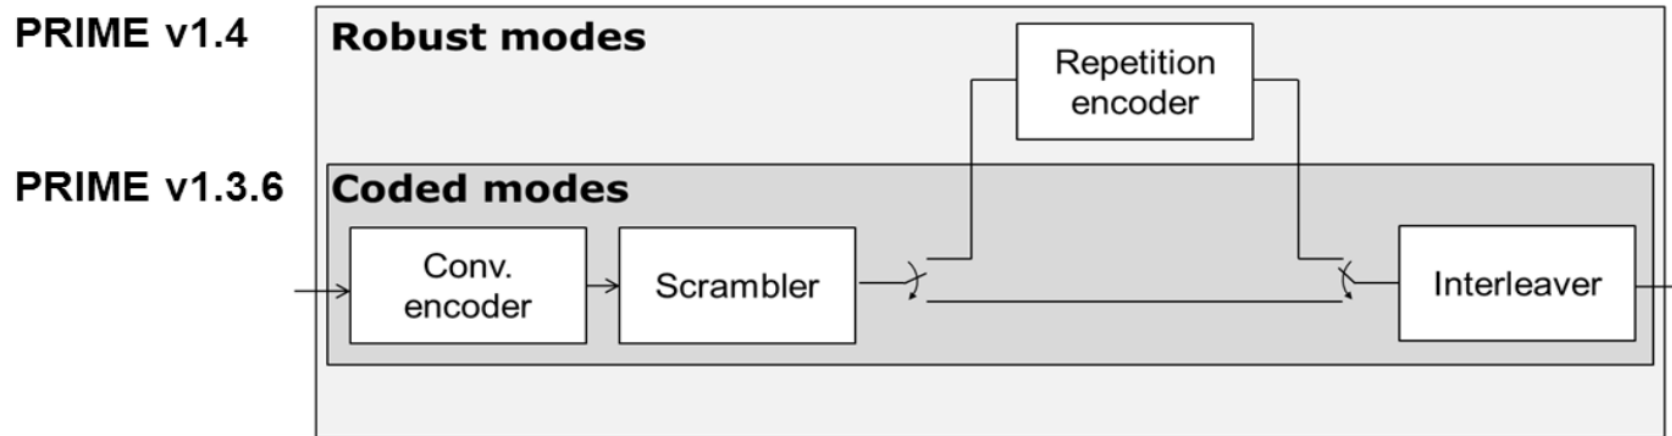 PRIME v1.4
Robust modes
Repetition
encoder
PRIME v1.3.6
Coded modes
Conv.
encoder
Scrambler
Interleaver